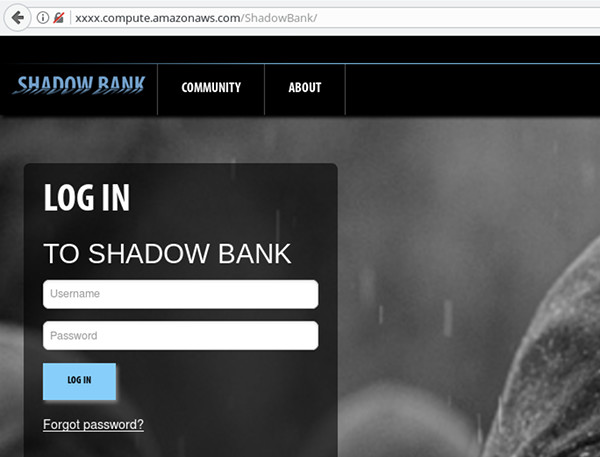 xxxx.compute.amazonaws.com/ShadowBank/
SHADOW BANK
COMMUNITY
ABOUT
LOG IN
TO SHADOW BANK
Username
Password
LOG IN
Forgot password?